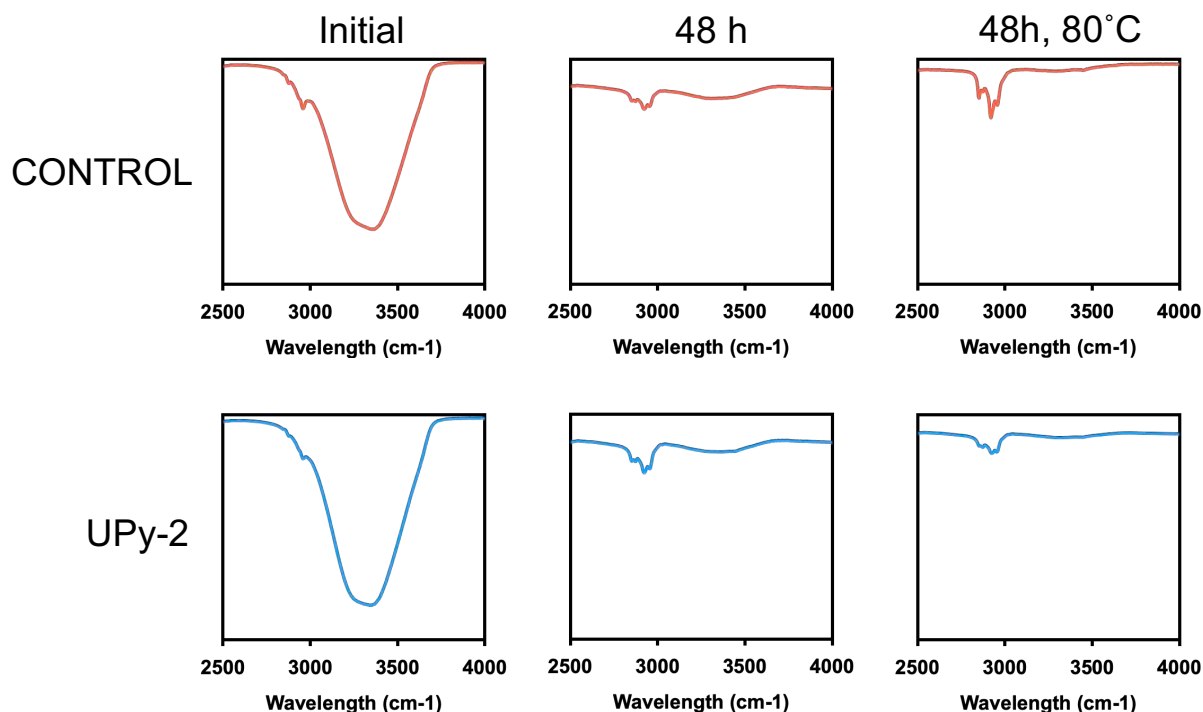 Initial 48 h 48h, 80˚C
CONTROL
2500 3000 3500 4000 2500 3000 3500 4000 2500 3000 3500 4000
Wavelength (cm-1) Wavelength (cm-1) Wavelength (cm-1)
UPy-2
2500 3000 3500 4000 2500 3000 3500 4000 2500 3000 3500 4000
Wavelength (cm-1) Wavelength (cm-1) Wavelength (cm-1)